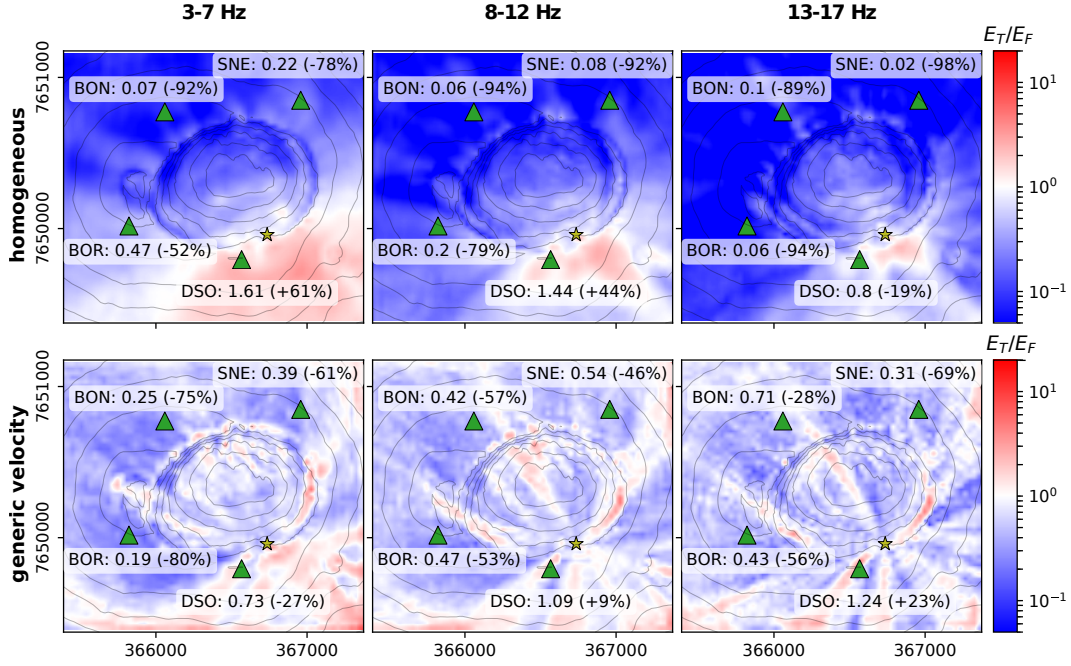 3-7 Hz
8-12 Hz
13-17 Hz
homogeneous
7651000
7650000
SNE: 0.22 (-78%)
BON: 0.07 (-92%)
BOR: 0.47 (-52%)
DSO: 1.61 (+61%)
SNE: 0.08 (-92%)
BON: 0.06 (-94%)
BOR: 0.2 (-79%)
DSO: 1.44 (+44%)
SNE: 0.02 (-98%)
BON: 0.1 (-89%)
BOR: 0.06 (-94%)
DSO: 0.8 (-19%)
E_T/E_F
10^1
10^0
10^-1
generic velocity
7651000
7650000
SNE: 0.39 (-61%)
BON: 0.25 (-75%)
BOR: 0.19 (-80%)
DSO: 0.73 (-27%)
SNE: 0.54 (-46%)
BON: 0.42 (-57%)
BOR: 0.47 (-53%)
DSO: 1.09 (+9%)
SNE: 0.31 (-69%)
BON: 0.71 (-28%)
BOR: 0.43 (-56%)
DSO: 1.24 (+23%)
E_T/E_F
10^1
10^0
10^-1
366000 367000
366000 367000
366000 367000